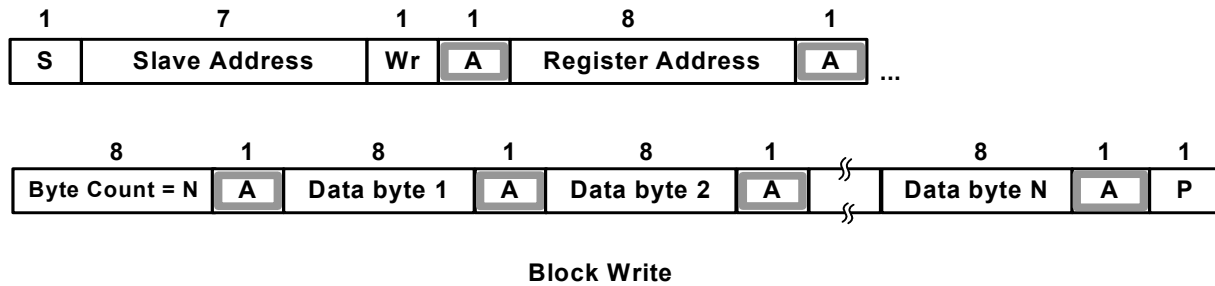 1 7 1 1 8 1
S Slave Address Wr A Register Address A ...
8 1 8 1 8 1 8 1 1
Byte Count = N A Data byte 1 A Data byte 2 A Data byte N A P
Block Write